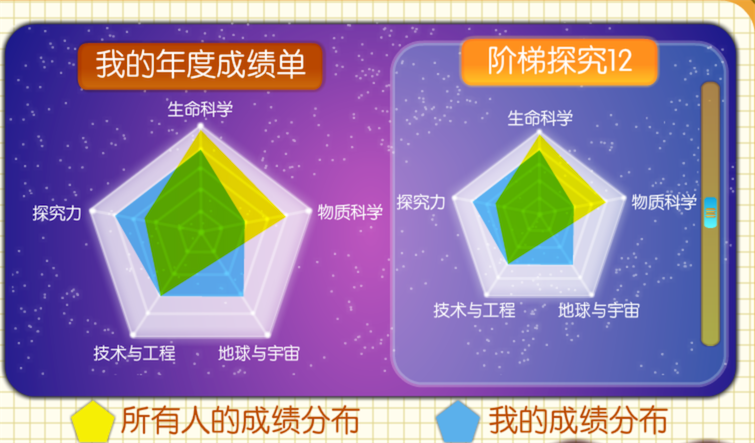 我的年度成绩单
阶梯探究12
生命科学
探究力
物质科学
技术与工程
地球与宇宙
生命科学
探究力
物质科学
技术与工程
地球与宇宙
所有人的成绩分布
我的成绩分布